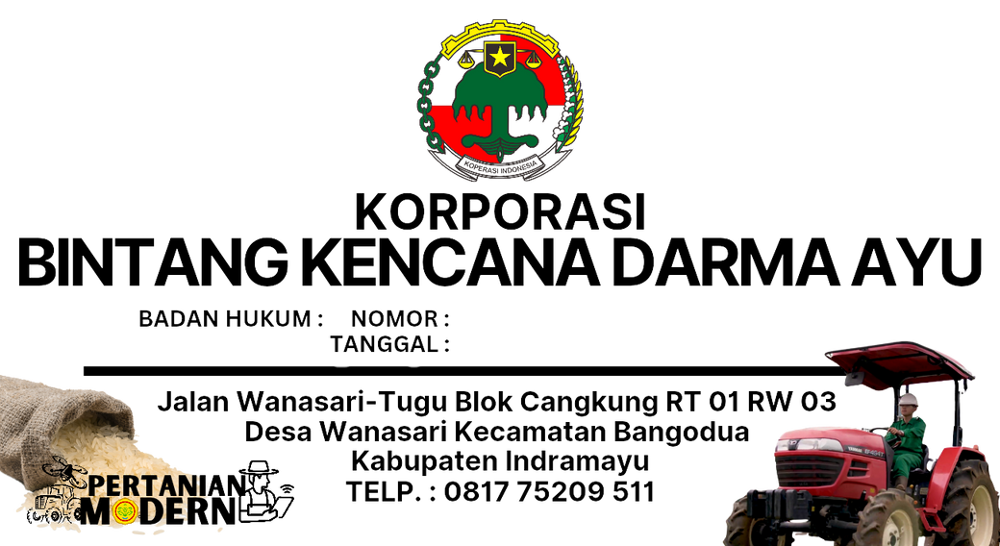 KOPERASI INDONESIA
KORPORASI
BINTANG KENCANA DARMA AYU
BADAN HUKUM : NOMOR :
TANGGAL :
Jalan Wanasari-Tugu Blok Cangkung RT 01 RW 03
Desa Wanasari Kecamatan Bangodua
Kabupaten Indramayu
TELP. : 0817 75209 511
PERTANIAN
MODERN
YANMAR